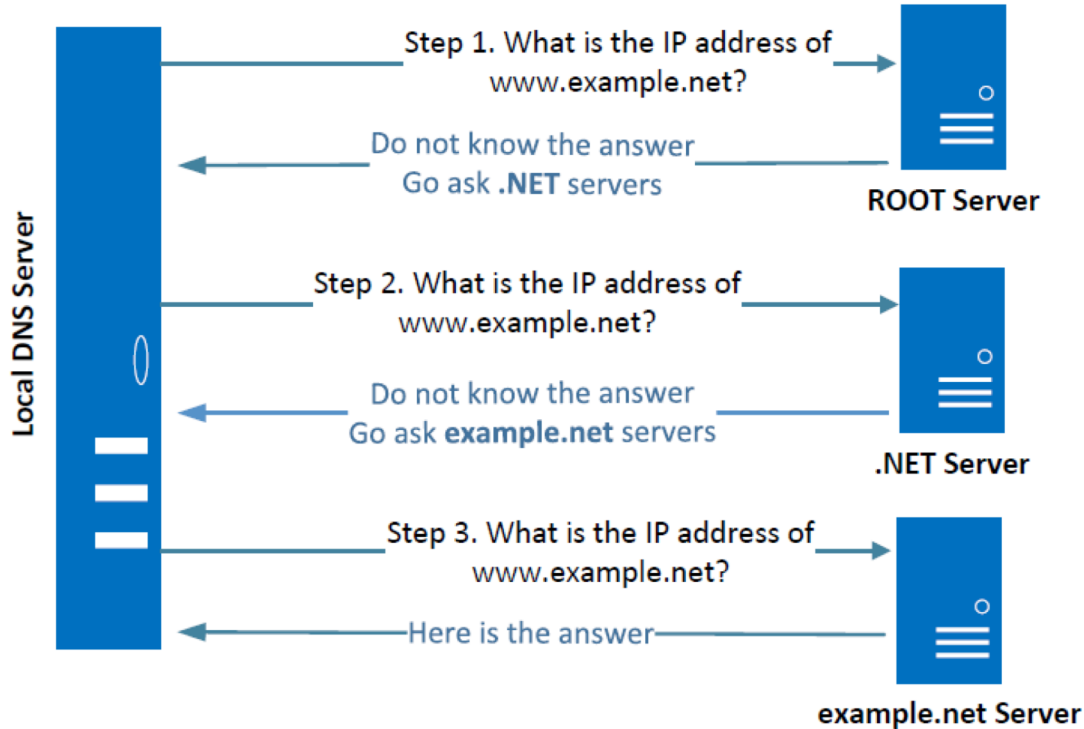 Local DNS Server
Step 1. What is the IP address of
www.example.net?
Do not know the answer
Go ask .NET servers
ROOT Server
Step 2. What is the IP address of
www.example.net?
Do not know the answer
Go ask example.net servers
.NET Server
Step 3. What is the IP address of
www.example.net?
Here is the answer
example.net Server